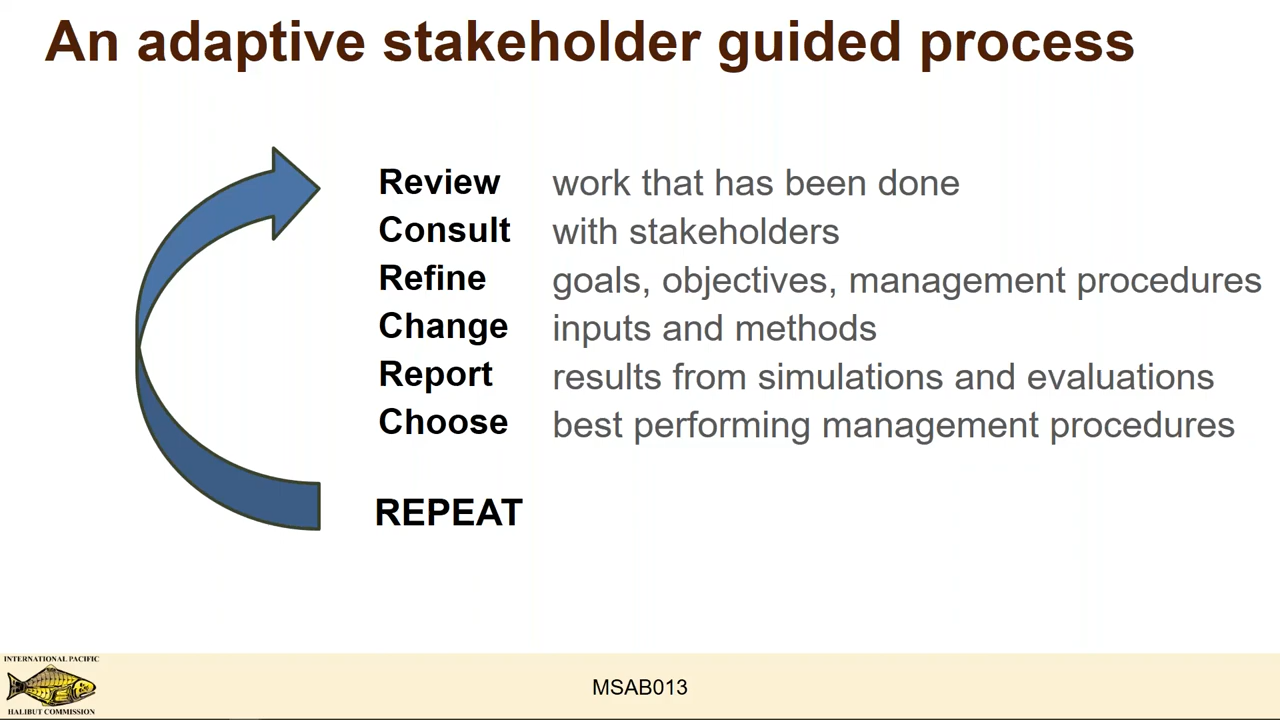 An adaptive stakeholder guided process
Review work that has been done
Consult with stakeholders
Refine goals, objectives, management procedures
Change inputs and methods
Report results from simulations and evaluations
Choose best performing management procedures
REPEAT
INTERNATIONAL PACIFIC
HALIBUT COMMISSION
MSAB013